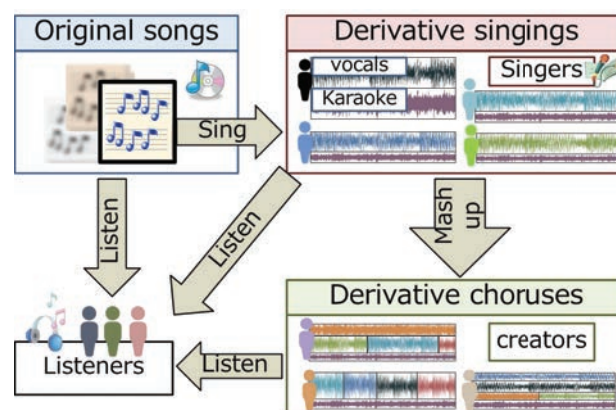 Original songs
Derivative singings
vocals
Karaoke
Singers
Sing
Listen
Listen
Mash
up
Derivative choruses
creators
Listen
Listeners